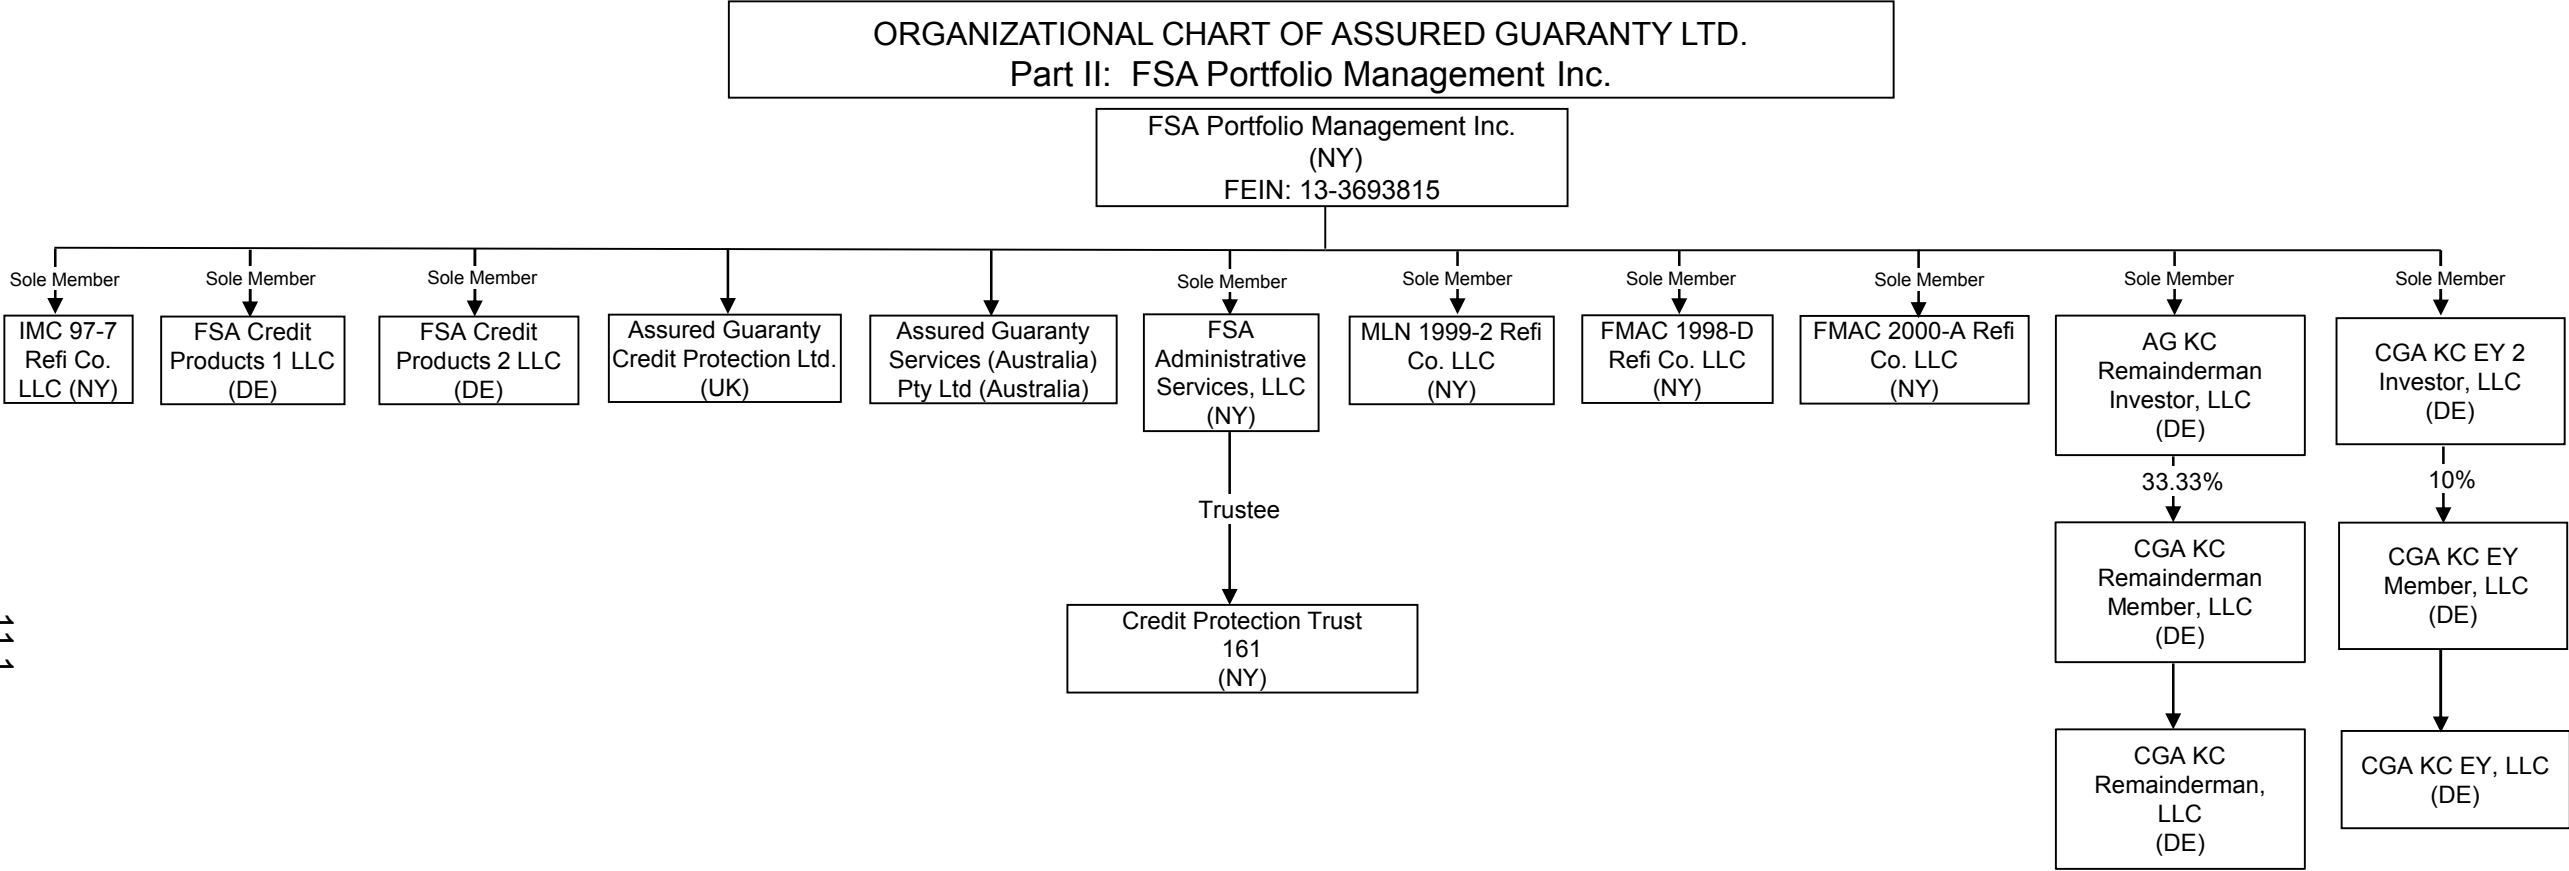 ORGANIZATIONAL CHART OF ASSURED GUARANTY LTD.
Part II: FSA Portfolio Management Inc.
FSA Portfolio Management Inc.
(NY)
FEIN: 13-3693815
Sole Member
IMC 97-7
Refi Co.
LLC (NY)
Sole Member
FSA Credit
Products 1 LLC
(DE)
Sole Member
FSA Credit
Products 2 LLC
(DE)
Assured Guaranty
Credit Protection Ltd.
(UK)
Assured Guaranty
Services (Australia)
Pty Ltd (Australia)
Sole Member
FSA
Administrative
Services, LLC
(NY)
Trustee
Credit Protection Trust
161
(NY)
Sole Member
MLN 1999-2 Refi
Co. LLC
(NY)
Sole Member
FMAC 1998-D
Refi Co. LLC
(NY)
Sole Member
FMAC 2000-A Refi
Co. LLC
(NY)
Sole Member
AG KC
Remainderman
Investor, LLC
(DE)
33.33%
CGA KC
Remainderman
Member, LLC
(DE)
CGA KC
Remainderman,
LLC
(DE)
Sole Member
CGA KC EY 2
Investor, LLC
(DE)
10%
CGA KC EY
Member, LLC
(DE)
CGA KC EY, LLC
(DE)